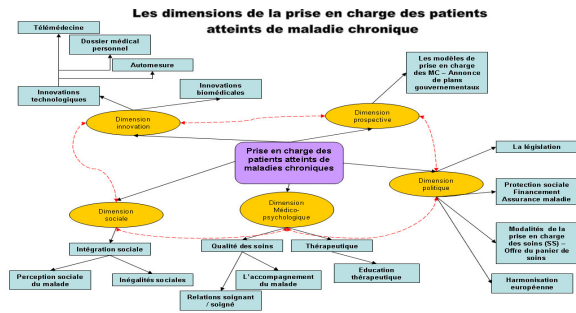 Les dimensions de la prise en charge des patients
atteints de maladie chronique
Télémédecine
Dossier médical
personnel
Automesure
Innovations
technologiques
Innovations
biomédicales
Les modèles de
prise en charge
des MC – Annonce
de plans
gouvernementaux
Dimension
innovation
Dimension
prospective
Prise en charge des
patients atteints de
maladies chroniques
La législation
Dimension
politique
Protection sociale
Financement
Assurance maladie
Dimension
sociale
Dimension
Médico-
psychologique
Modalités de la
prise en charge
des soins (SS) –
Offre du panier de
soins
Intégration sociale
Qualité des soins
Thérapeutique
Perception sociale
du malade
Inégalités sociales
L'accompagnement
du malade
Education
thérapeutique
Harmonisation
européenne
Relations soignant
/ soigné